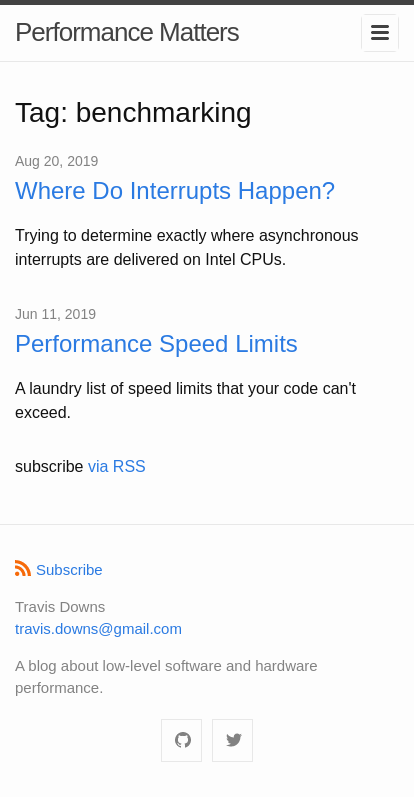 Performance Matters
Tag: benchmarking
Aug 20, 2019
Where Do Interrupts Happen?
Trying to determine exactly where asynchronous
interrupts are delivered on Intel CPUs.
Jun 11, 2019
Performance Speed Limits
A laundry list of speed limits that your code can't
exceed.
subscribe via RSS
Subscribe
Travis Downs
travis.downs@gmail.com
A blog about low-level software and hardware
performance.